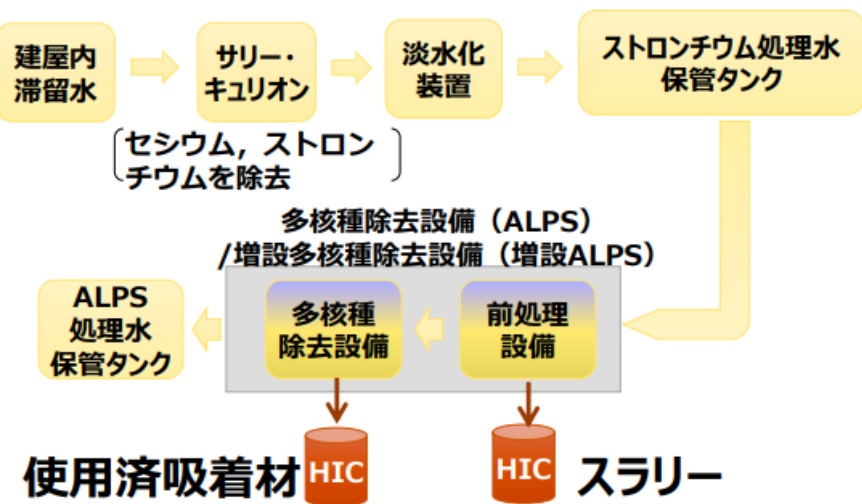 建屋内
滞留水
サリー・
キュリオン
淡水化
装置
ストロンチウム処理水
保管タンク
セシウム，ストロン
チウムを除去
多核種除去設備（ALPS）
/増設多核種除去設備（増設ALPS）
ALPS
処理水
保管タンク
多核種
除去設備
前処理
設備
使用済吸着材
HIC
HIC
スラリー